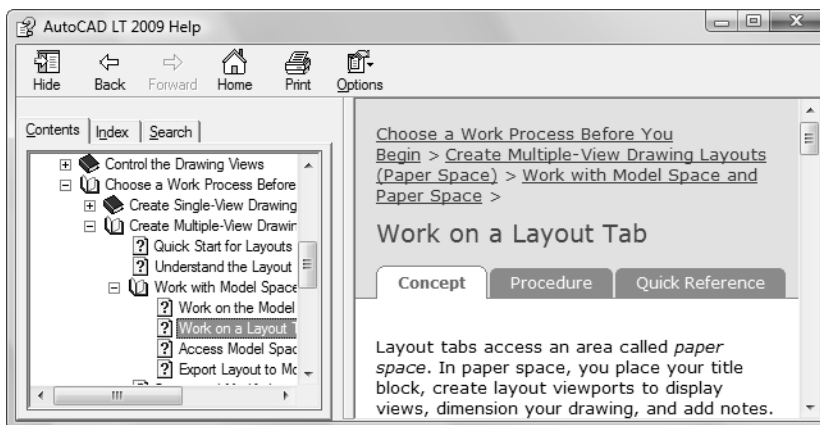 AutoCAD LT 2009 Help
Hide Back Forward Home Print Options
Contents Index Search
Control the Drawing Views
Choose a Work Process Before
Create Single-View Drawing
Create Multiple-View Drawin
Quick Start for Layouts
Understand the Layout
Work with Model Space
Work on the Model
Work on a Layout T
Access Model Spac
Export Layout to Mo
Choose a Work Process Before You
Begin > Create Multiple-View Drawing Layouts
(Paper Space) > Work with Model Space and
Paper Space >
Work on a Layout Tab
Concept Procedure Quick Reference
Layout tabs access an area called paper
space. In paper space, you place your title
block, create layout viewports to display
views, dimension your drawing, and add notes.